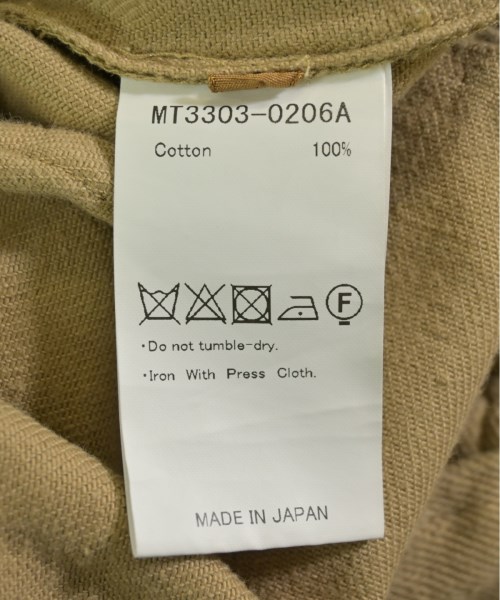 MT3303-0206A
Cotton 100%
F
·Do not tumble-dry.
·Iron With Press Cloth.
MADE IN JAPAN